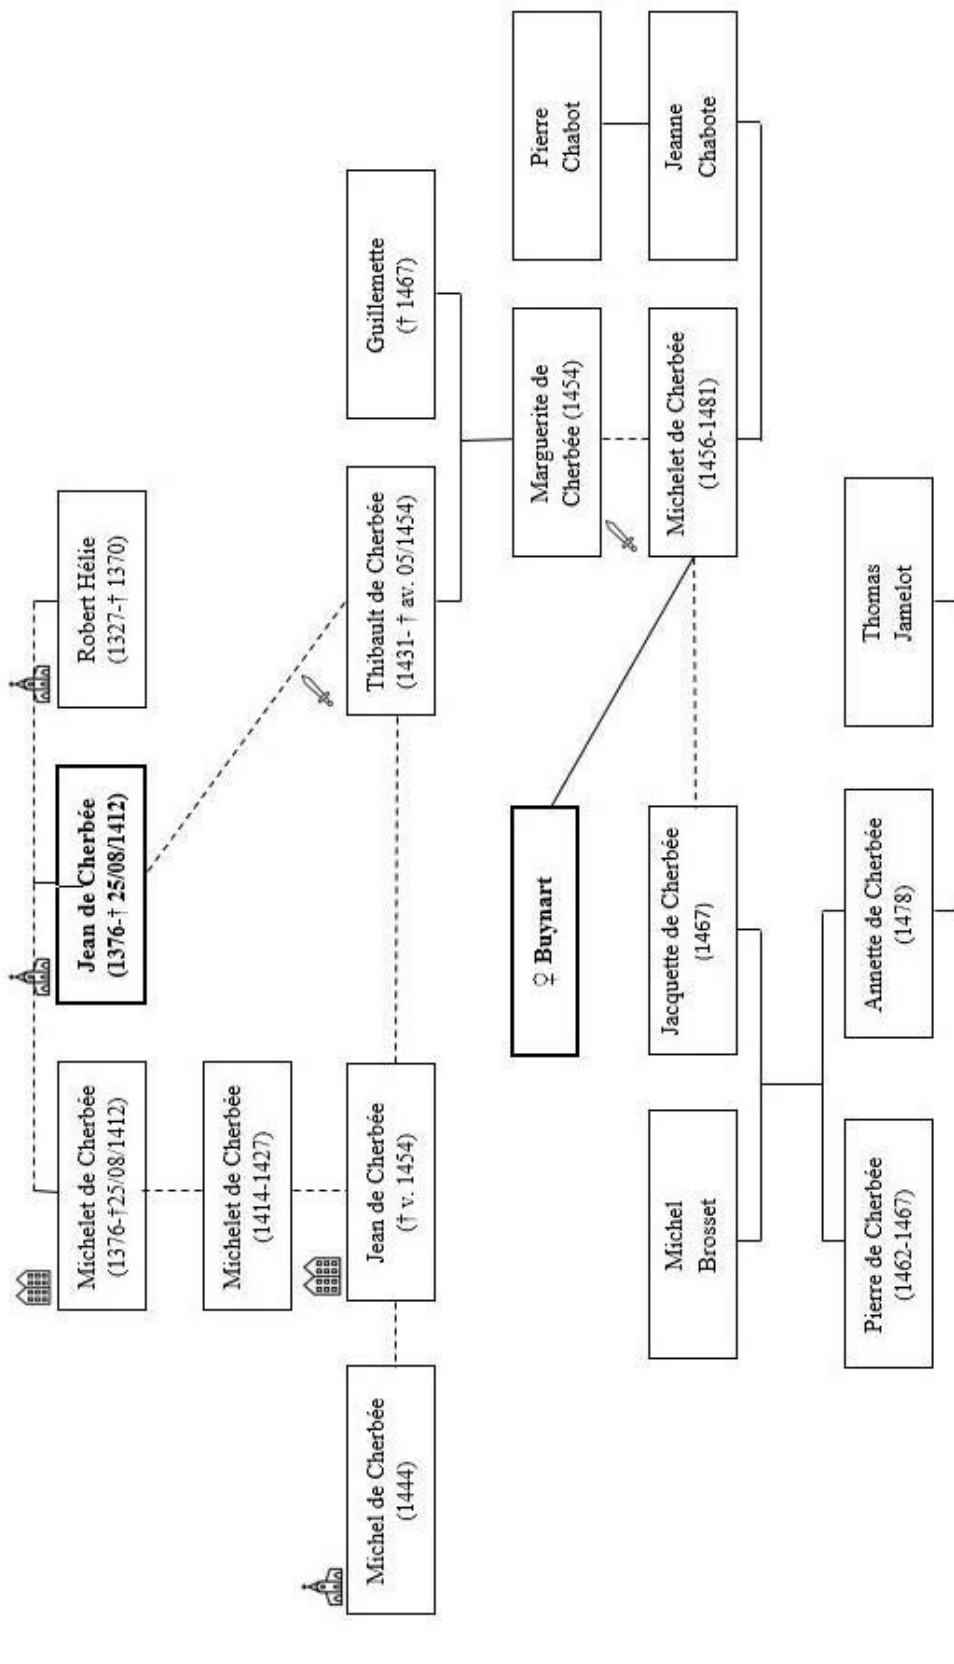 Michelet de Cherbée
(1376-†25/08/1412)
Jean de Cherbée
(1376-† 25/08/1412)
Robert Hélie
(1327-† 1370)
Michelet de Cherbée
(1414-1427)
Michel de Cherbée
(1444)
Jean de Cherbée
(† v. 1454)
Thibault de Cherbée
(1431- † av. 05/1454)
Guillemette
(† 1467)
♀ Buynart
Marguerite de
Cherbée (1454)
Pierre
Chabot
Michel
Brosset
Jacquette de Cherbée
(1467)
Michelet de Cherbée
(1456-1481)
Jeanne
Chabote
Pierre de Cherbée
(1462-1467)
Annette de Cherbée
(1478)
Thomas
Jamelot